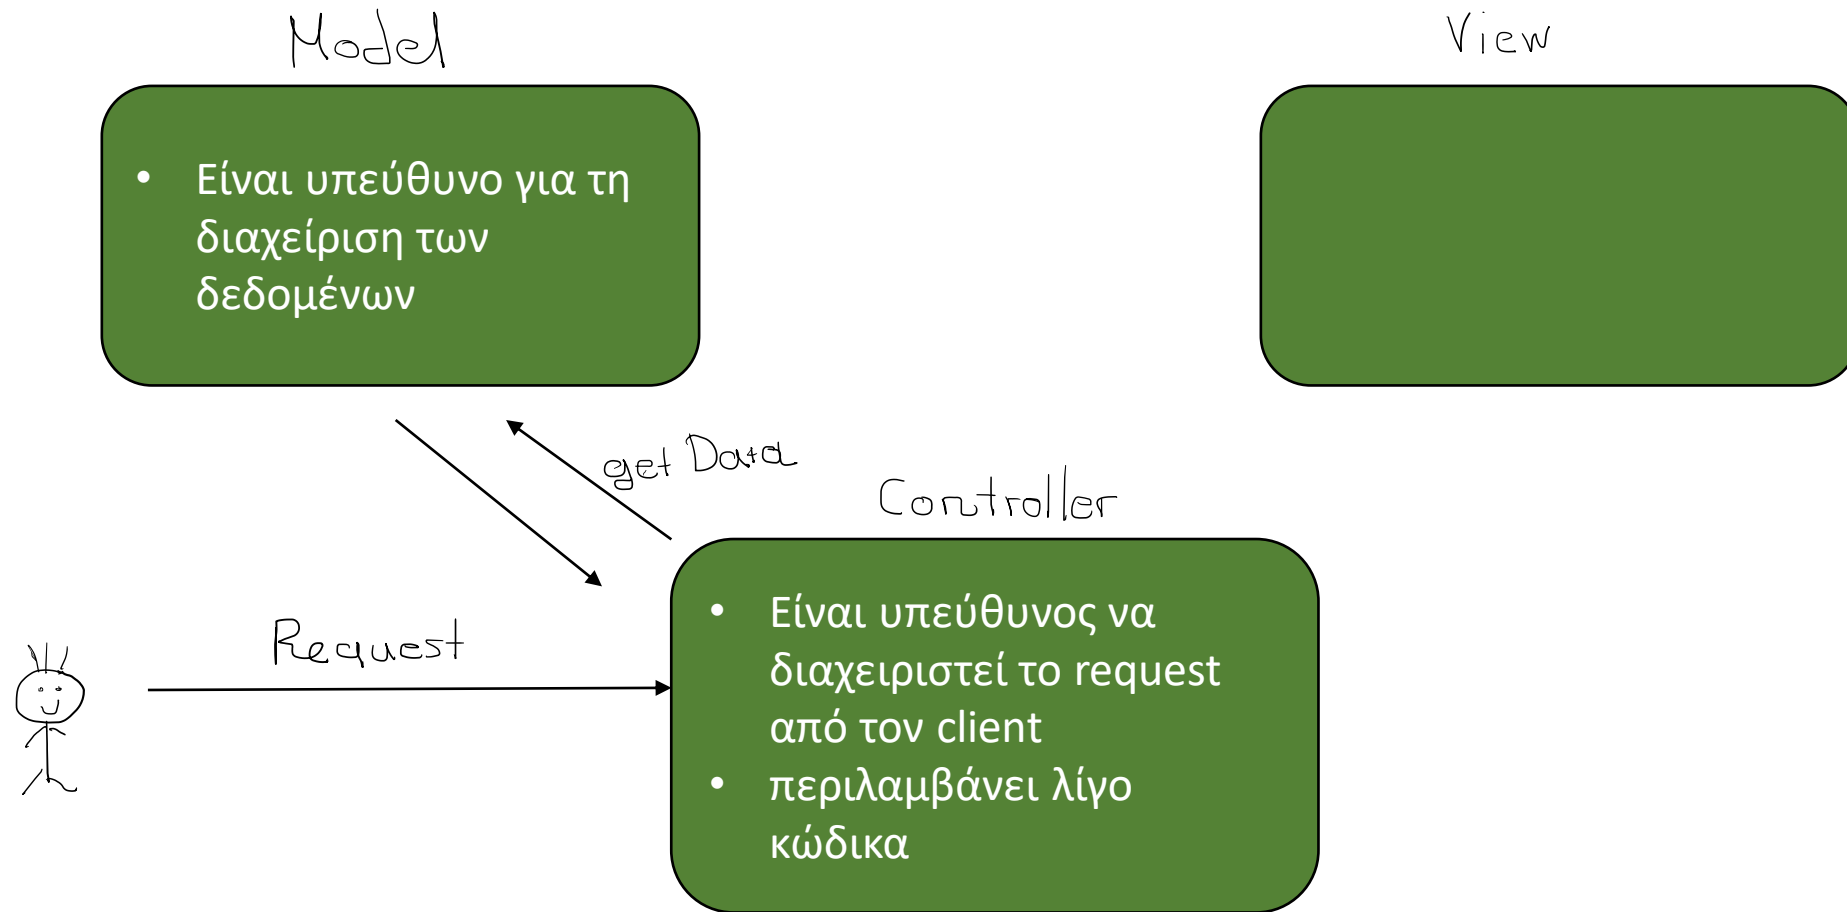 Model
View
• Είναι υπεύθυνο για τη
διαχείριση των
δεδομένων
get Data
Controller
Request
• Είναι υπεύθυνος να
διαχειριστεί το request
από τον client
• περιλαμβάνει λίγο
κώδικα